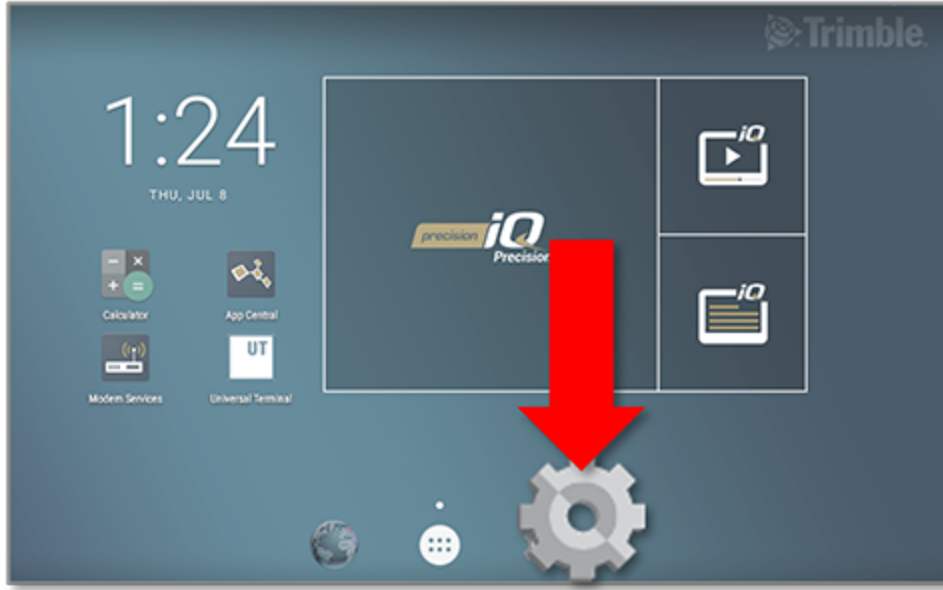 Trimble.
1:24
THU, JUL 8
precision iQ
Precision
iQ
iQ
Calculator
App Central
UT
Modem Services
Universal Terminal